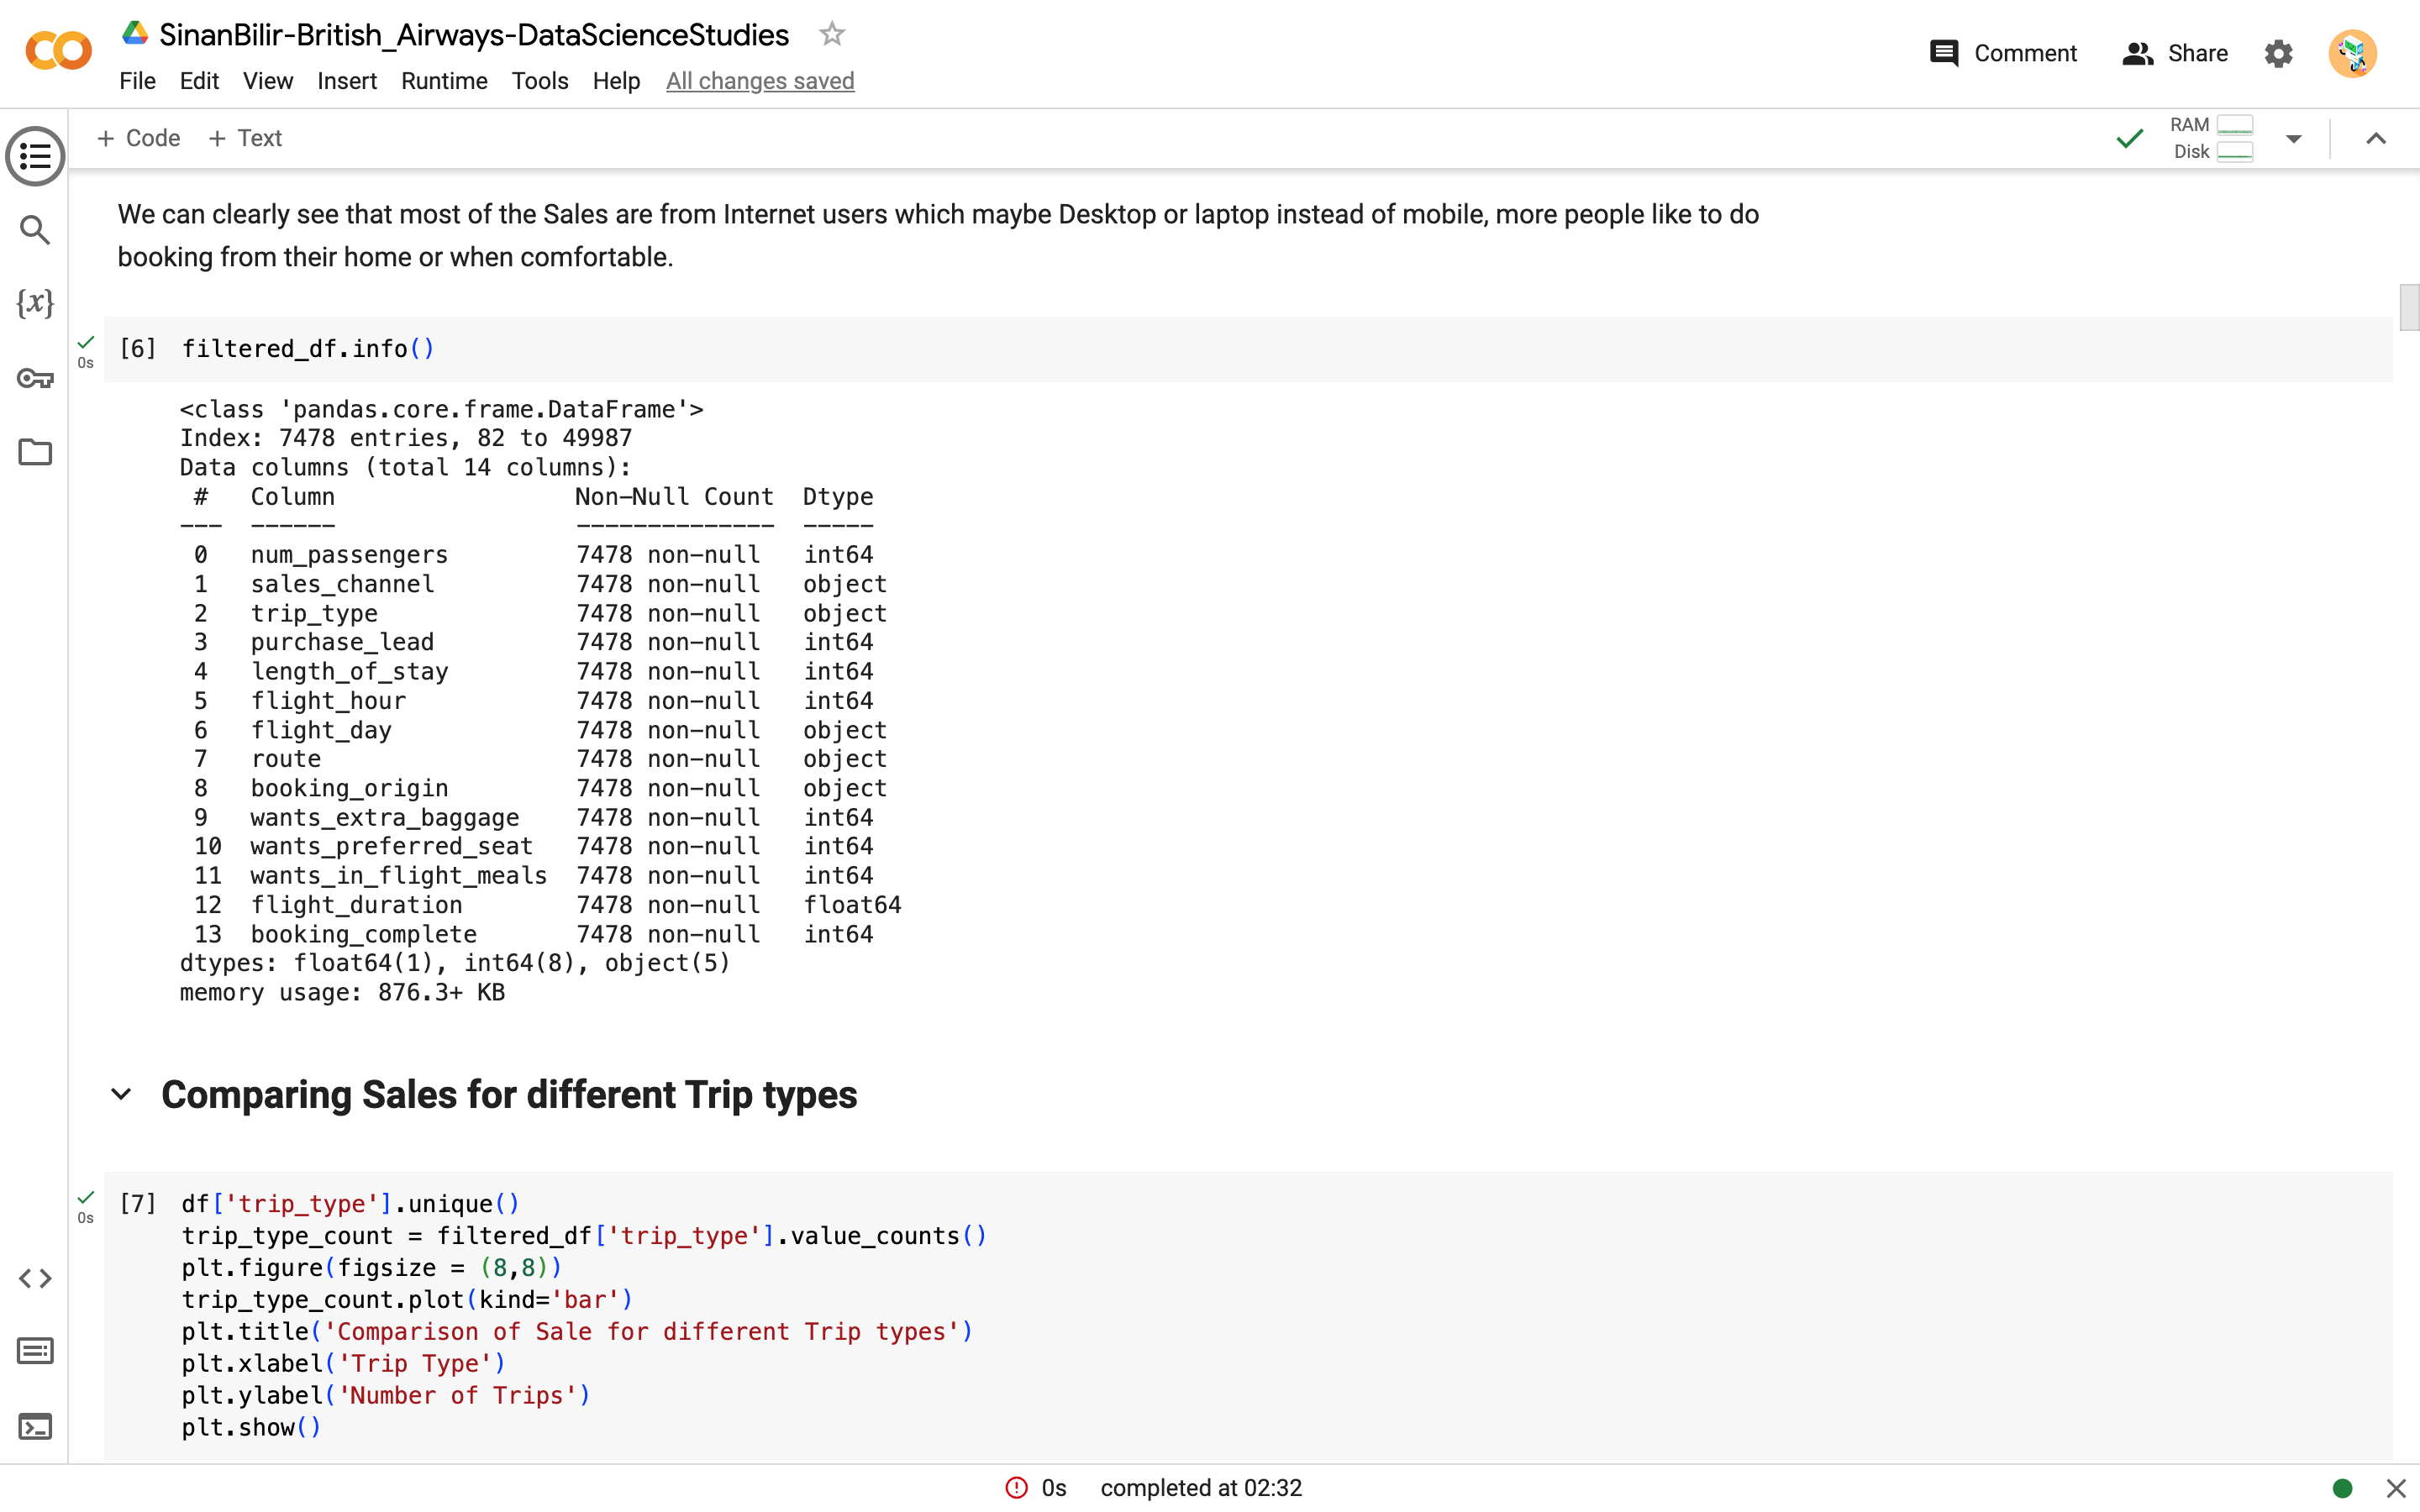 SinanBilir-British_Airways-DataScienceStudies
File Edit View Insert Runtime Tools Help All changes saved
Comment Share
+ Code + Text
RAM
Disk
We can clearly see that most of the Sales are from Internet users which maybe Desktop or laptop instead of mobile, more people like to do
booking from their home or when comfortable.
{x}
0s
[6] filtered_df.info()
<class 'pandas.core.frame.DataFrame'>
Index: 7478 entries, 82 to 49987
Data columns (total 14 columns):
 #   Column                 Non-Null Count  Dtype
---  ------                 --------------  -----
 0   num_passengers         7478 non-null   int64
 1   sales_channel          7478 non-null   object
 2   trip_type              7478 non-null   object
 3   purchase_lead          7478 non-null   int64
 4   length_of_stay         7478 non-null   int64
 5   flight_hour            7478 non-null   int64
 6   flight_day             7478 non-null   object
 7   route                  7478 non-null   object
 8   booking_origin         7478 non-null   object
 9   wants_extra_baggage    7478 non-null   int64
 10  wants_preferred_seat   7478 non-null   int64
 11  wants_in_flight_meals  7478 non-null   int64
 12  flight_duration        7478 non-null   float64
 13  booking_complete       7478 non-null   int64
dtypes: float64(1), int64(8), object(5)
memory usage: 876.3+ KB
Comparing Sales for different Trip types
0s
[7] df['trip_type'].unique()
trip_type_count = filtered_df['trip_type'].value_counts()
plt.figure(figsize = (8,8))
trip_type_count.plot(kind='bar')
plt.title('Comparison of Sale for different Trip types')
plt.xlabel('Trip Type')
plt.ylabel('Number of Trips')
plt.show()
0s completed at 02:32